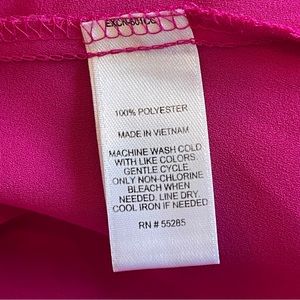 100% POLYESTER
MADE IN VIETNAM
MACHINE WASH COLD
WITH LIKE COLORS.
GENTLE CYCLE.
ONLY NON-CHLORINE
BLEACH WHEN
NEEDED. LINE DRY.
COOL IRON IF NEEDED
RN # 55285